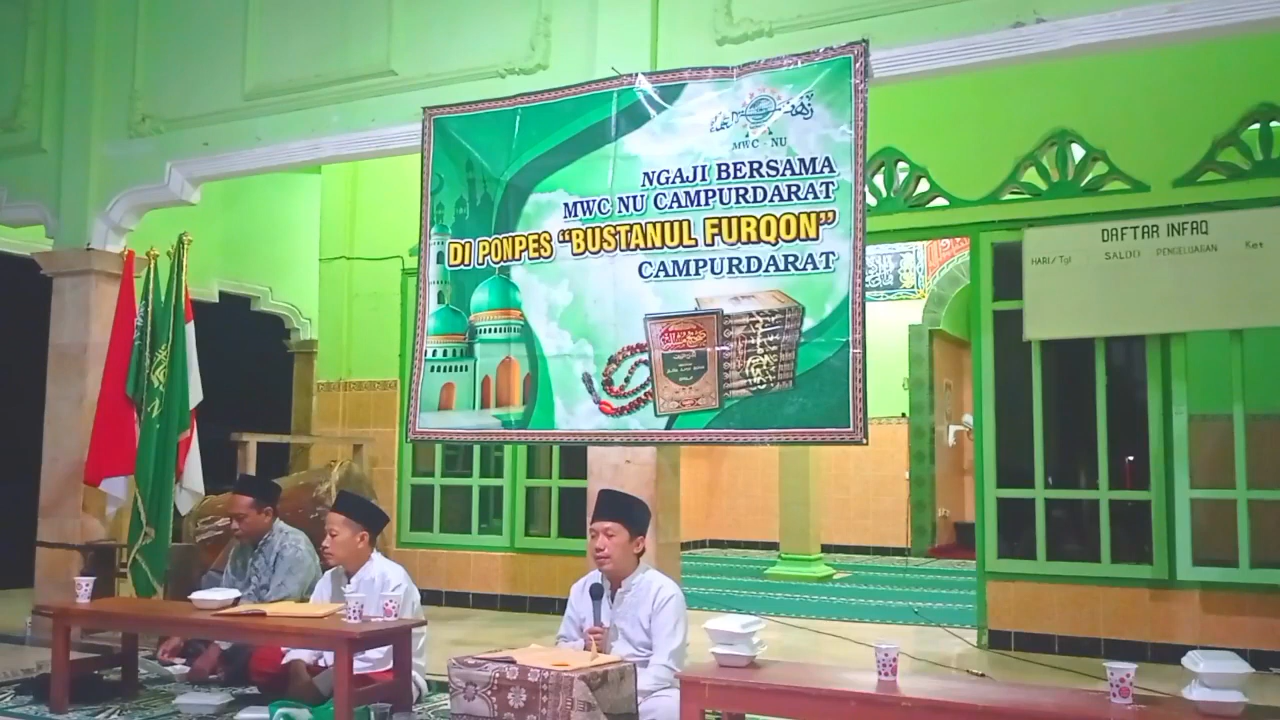 MWC - NU
NGAJI BERSAMA
MWC NU CAMPURDARAT
DI PONPES “BUSTANUL FURQON”
CAMPURDARAT
DAFTAR INFAQ
HARI/Tgl SALDO PENGELUARAN Ket